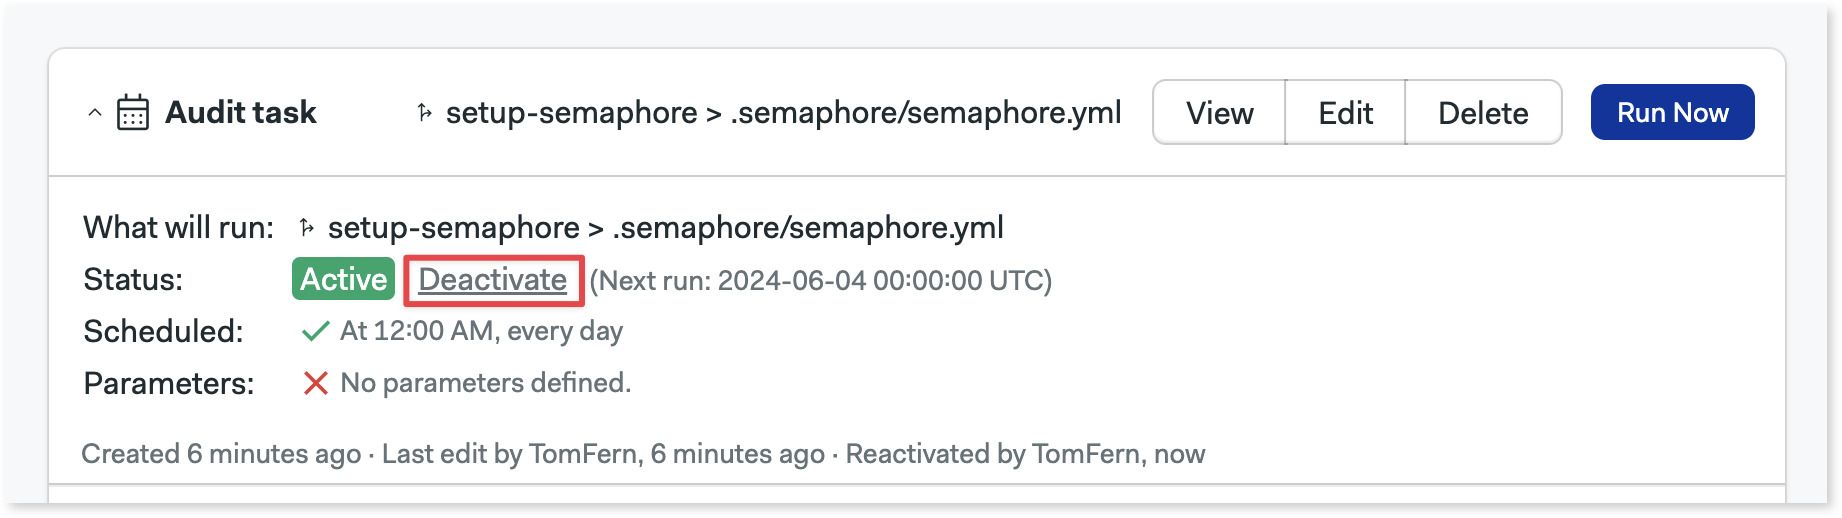 Audit task setup-semaphore > .semaphore/semaphore.yml View Edit Delete Run Now
What will run: setup-semaphore > .semaphore/semaphore.yml
Status: Active Deactivate (Next run: 2024-06-04 00:00:00 UTC)
Scheduled: At 12:00 AM, every day
Parameters: No parameters defined.
Created 6 minutes ago · Last edit by TomFern, 6 minutes ago · Reactivated by TomFern, now